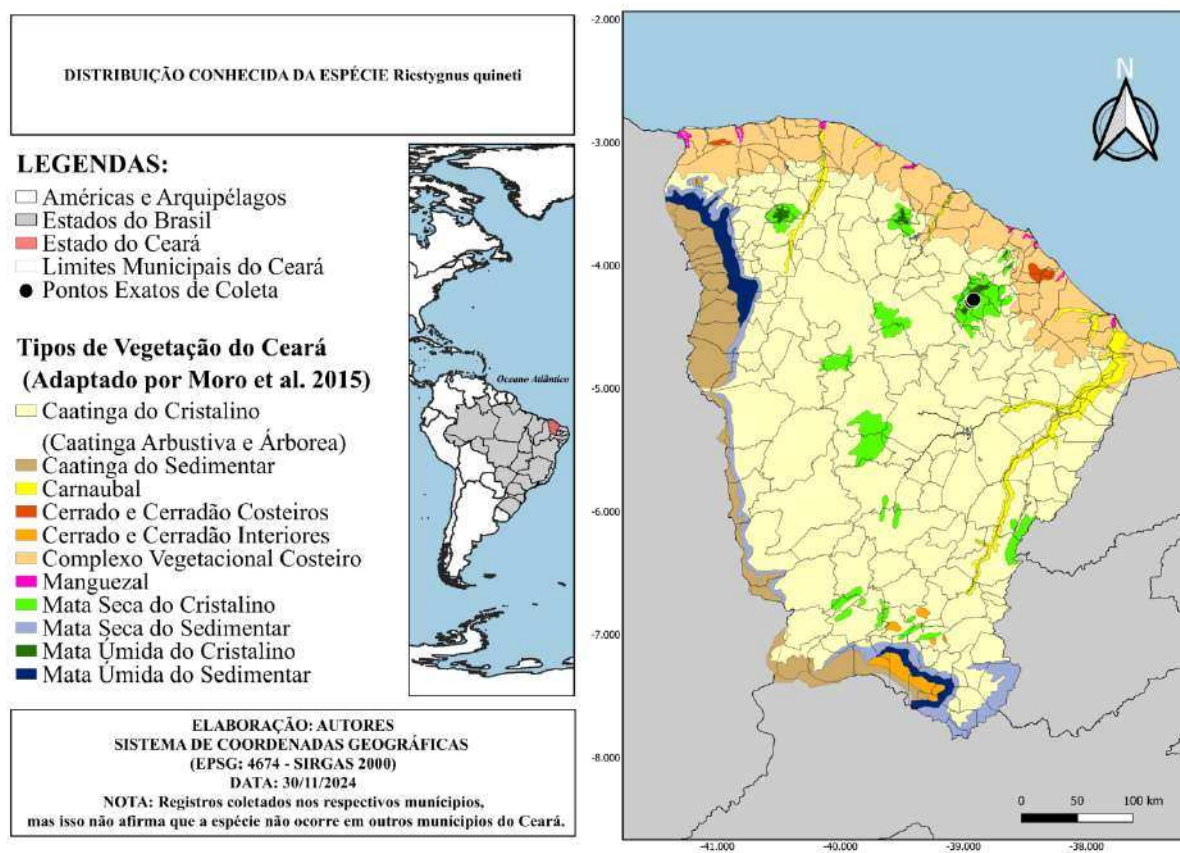 DISTRIBUIÇÃO CONHECIDA DA ESPÉCIE Ricstygnus quineti
LEGENDAS:
Américas e Arquipélagos
Estados do Brasil
Estado do Ceará
Limites Municipais do Ceará
Pontos Exatos de Coleta
Tipos de Vegetação do Ceará
(Adaptado por Moro et al. 2015)
Caatinga do Cristalino
(Caatinga Arbustiva e Árborea)
Caatinga do Sedimentar
Carnaubal
Cerrado e Cerradão Costeiros
Cerrado e Cerradão Interiores
Complexo Vegetacional Costeiro
Manguezal
Mata Seca do Cristalino
Mata Seca do Sedimentar
Mata Úmida do Cristalino
Mata Úmida do Sedimentar
Oceano Atlântico
ELABORAÇÃO: AUTORES
SISTEMA DE COORDENADAS GEOGRÁFICAS
(EPSG: 4674 - SIRGAS 2000)
DATA: 30/11/2024
NOTA: Registros coletados nos respectivos munícipios,
mas isso não afirma que a espécie não ocorre em outros munícipios do Ceará.
-2.000
-3.000
-4.000
-5.000
-6.000
-7.000
-8.000
N
0 50 100 km
-41.000 -40.000 -39.000 -38.000